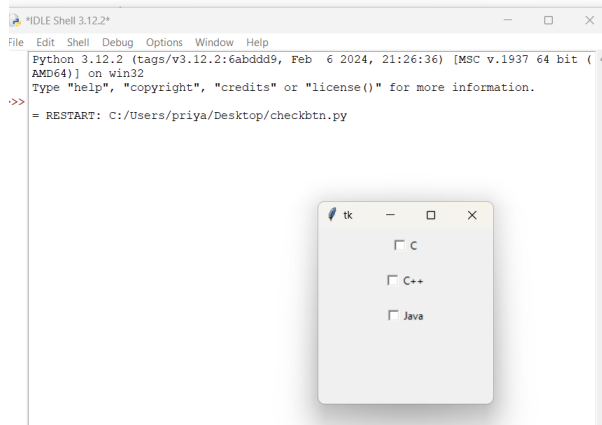 *IDLE Shell 3.12.2*
File Edit Shell Debug Options Window Help
Python 3.12.2 (tags/v3.12.2:6abddd9, Feb  6 2024, 21:26:36) [MSC v.1937 64 bit (
AMD64)] on win32
Type "help", "copyright", "credits" or "license()" for more information.
>>>
= RESTART: C:/Users/priya/Desktop/checkbtn.py
tk
C
C++
Java